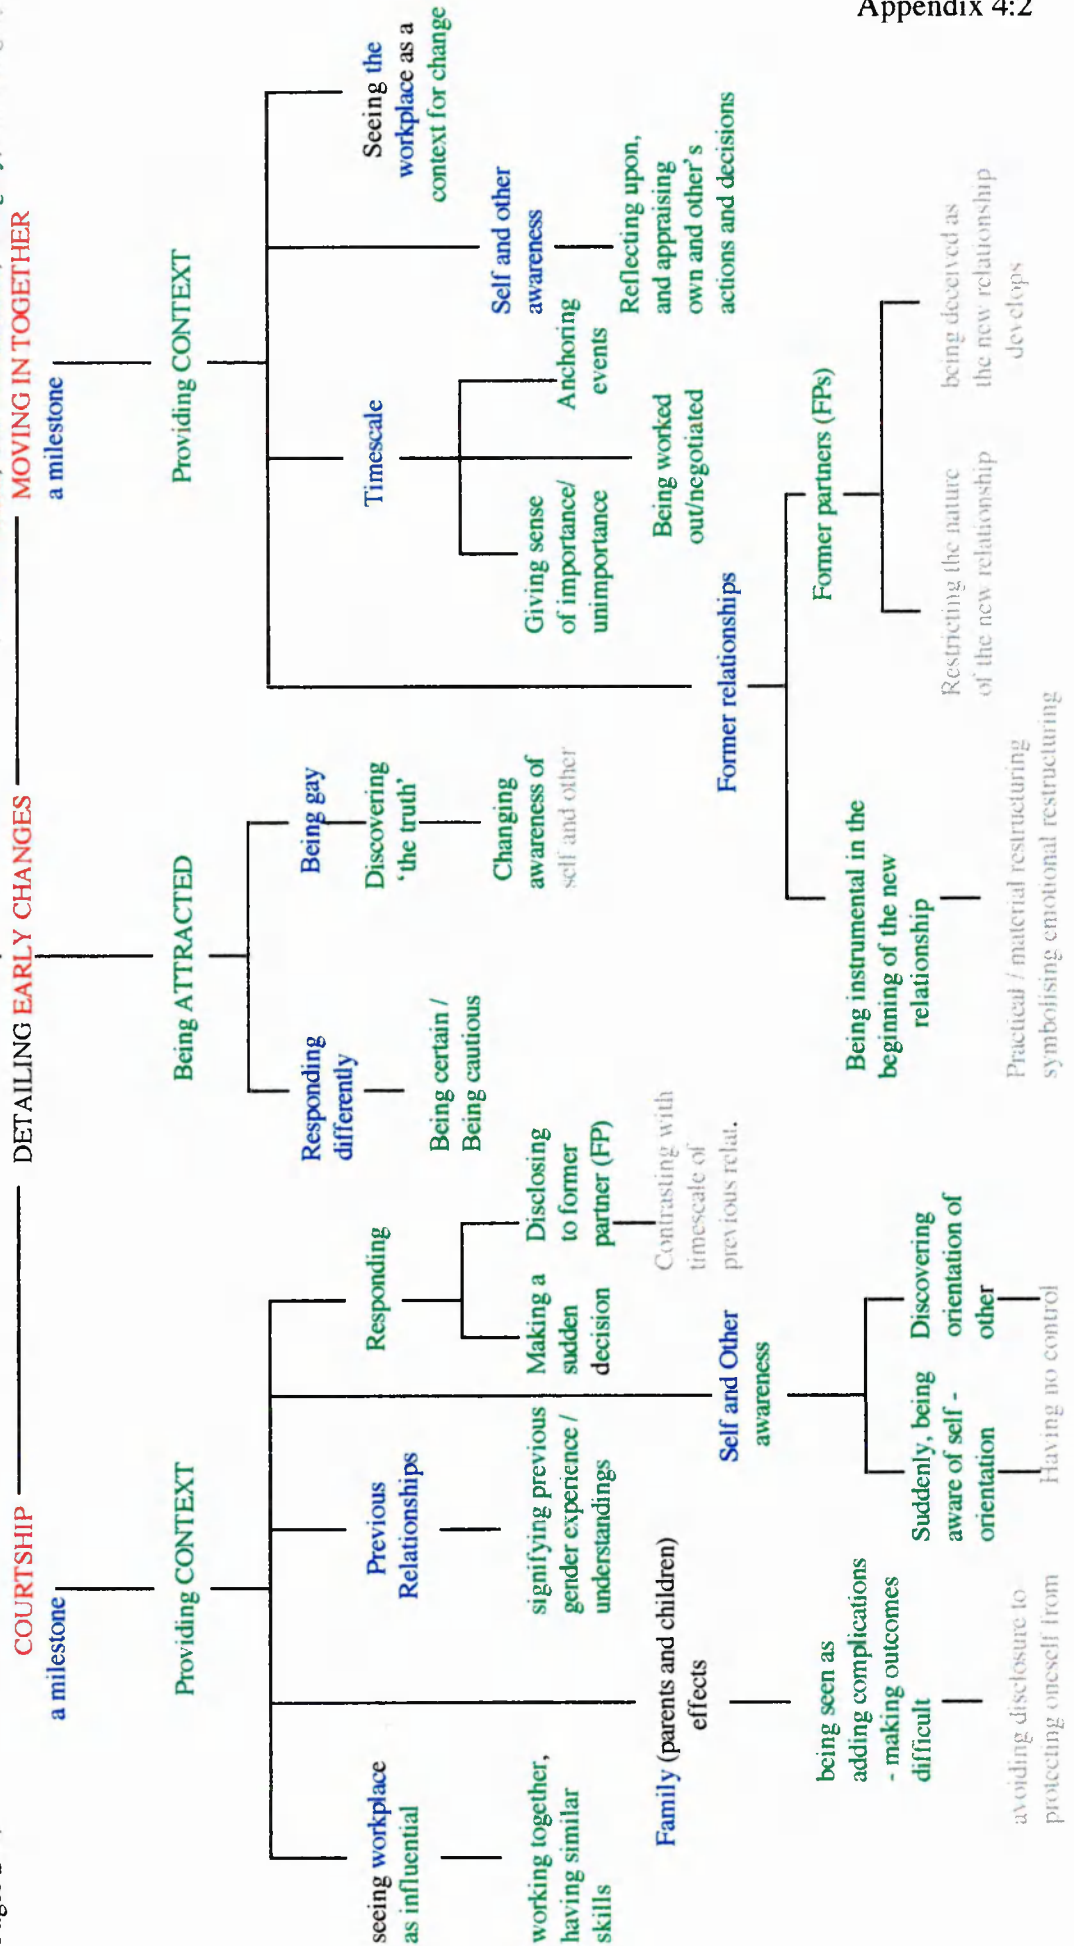 Appendix 4:2
COURTSHIP
DETAILING EARLY CHANGES
MOVING IN TOGETHER
a milestone
a milestone
Providing CONTEXT
Being ATTRACTED
Providing CONTEXT
seeing workplace
as influential
working together,
having similar
skills
Family (parents and children)
effects
being seen as
adding complications
- making outcomes
difficult
avoiding disclosure to
protecting oneself from
Previous
Relationships
signifying previous
gender experience /
understandings
Self and Other
awareness
Suddenly, being
aware of self -
orientation
Discovering
orientation of
other
Having no control
Responding
Making a
sudden
decision
Disclosing
to former
partner (FP)
Contrasting with
timescale of
previous relat.
Responding
differently
Being certain /
Being cautious
Being gay
Discovering
‘the truth’
Changing
awareness of
self and other
Former relationships
Being instrumental in the
beginning of the new
relationship
Practical / material restructuring
symbolising emotional restructuring
Former partners (FPs)
Restricting the nature
of the new relationship
being deceived as
the new relationship
develops
Timescale
Giving sense
of importance/
unimportance
Being worked
out/negotiated
Anchoring
events
Self and other
awareness
Reflecting upon,
and appraising
own and other's
actions and decisions
Seeing the
workplace as a
context for change